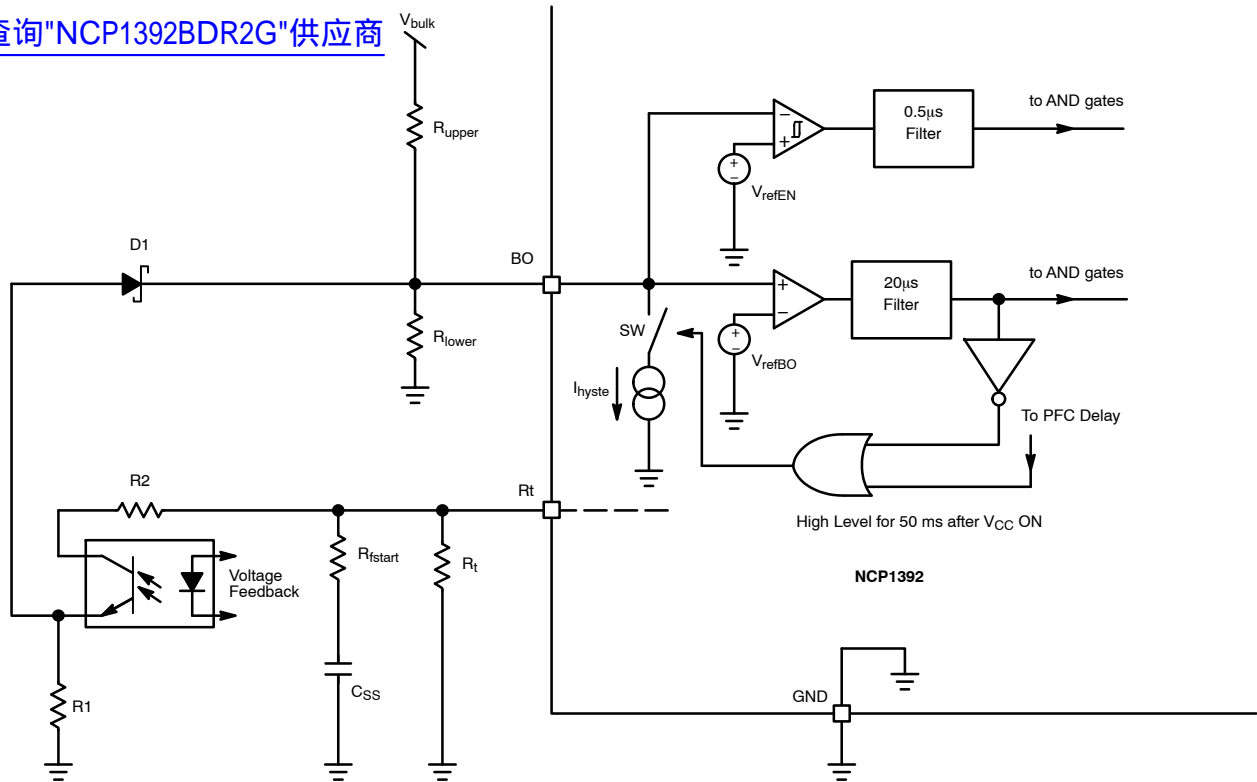 查询"NCP1392BDR2G"供应商
Vbulk
Rupper
0.5μs
Filter
to AND gates
VrefEN
D1
BO
20μs
Filter
to AND gates
Rlower
SW
VrefBO
Ihyste
To PFC Delay
R2
Rt
High Level for 50 ms after VCC ON
Rfstart
Rt
Voltage
Feedback
NCP1392
R1
CSS
GND